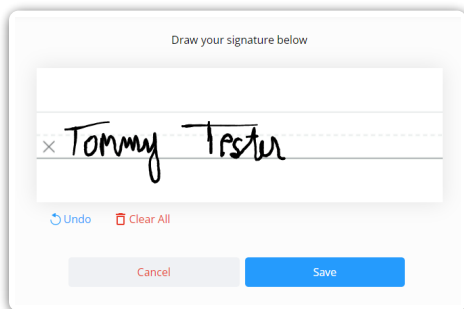 Draw your signature below
Tommy Tester
Undo Clear All
Cancel Save